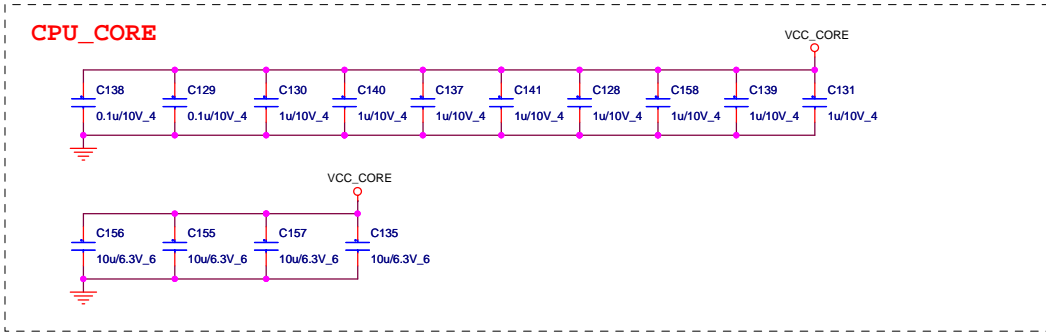 CPU_CORE
VCC_CORE
C138 C129 C130 C140 C137 C141 C128 C158 C139 C131
0.1u/10V_4 0.1u/10V_4 1u/10V_4 1u/10V_4 1u/10V_4 1u/10V_4 1u/10V_4 1u/10V_4 1u/10V_4 1u/10V_4
VCC_CORE
C156 C155 C157 C135
10u/6.3V_6 10u/6.3V_6 10u/6.3V_6 10u/6.3V_6